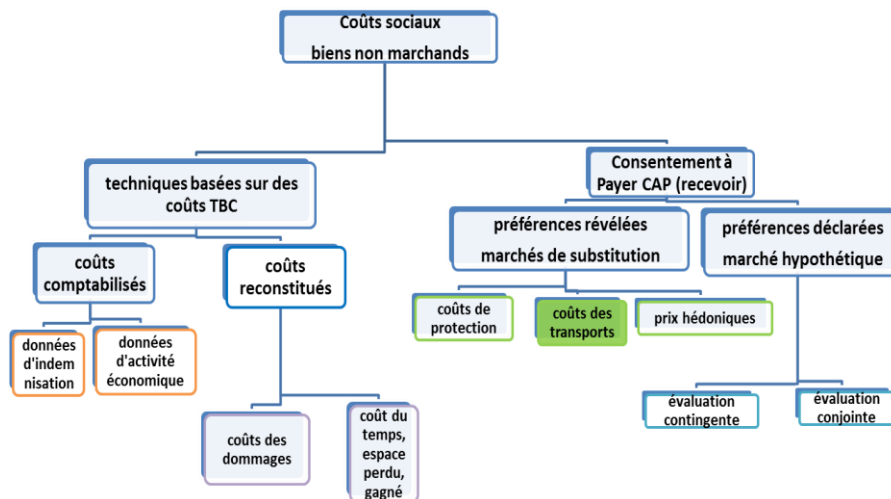 Coûts sociaux
biens non marchands
techniques basées sur des
coûts TBC
Consentement à
Payer CAP (recevoir)
coûts
comptabilisés
coûts
reconstitués
préférences révélées
marchés de substitution
préférences déclarées
marché hypothétique
données
d'indem
nisation
données
d'activité
économique
coûts de
protection
coûts des
transports
prix hédoniques
coûts des
dommages
coût du
temps,
espace
perdu,
gagné
évaluation
contingente
évaluation
conjointe